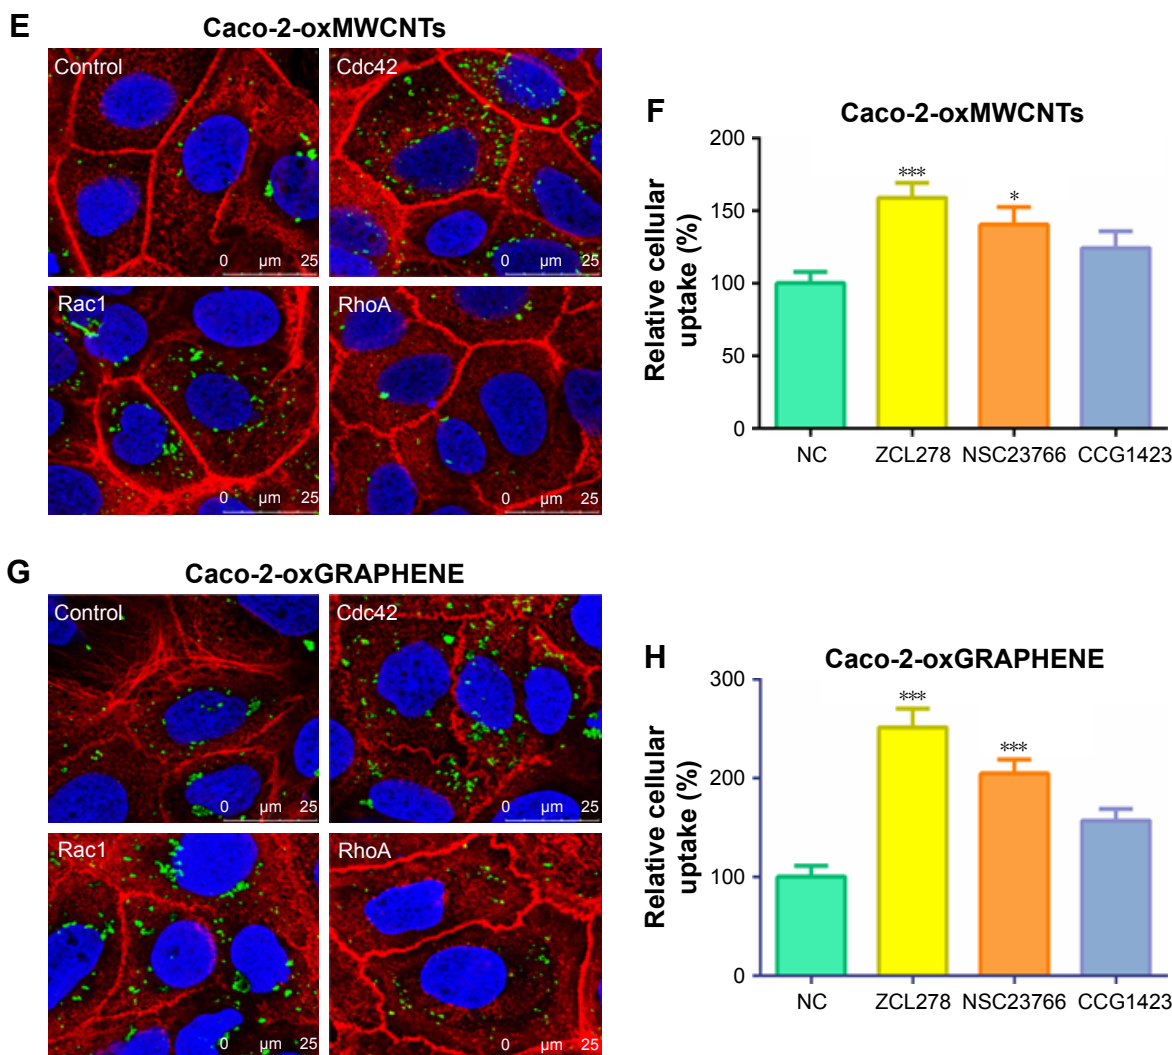 E
Caco-2-oxMWCNTs
Control
0 µm 25
Cdc42
0 µm 25
Rac1
0 µm 25
RhoA
0 µm 25
F
Caco-2-oxMWCNTs
Relative cellular
uptake (%)
200
150
100
50
0
***
*
NC ZCL278 NSC23766 CCG1423
G
Caco-2-oxGRAPHENE
Control
0 µm 25
Cdc42
0 µm 25
Rac1
0 µm 25
RhoA
0 µm 25
H
Caco-2-oxGRAPHENE
Relative cellular
uptake (%)
300
200
100
0
***
***
NC ZCL278 NSC23766 CCG1423